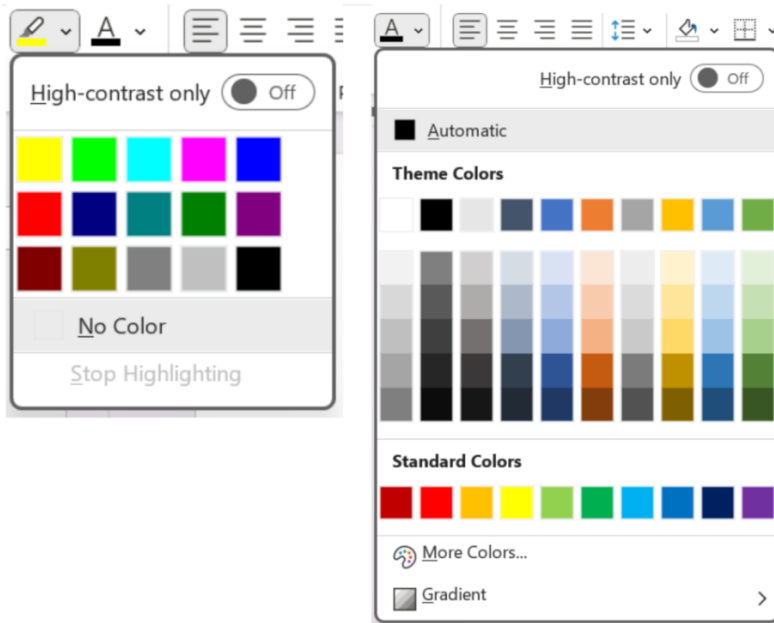 A
High-contrast only
Off
No Color
Stop Highlighting
A
High-contrast only
Off
Automatic
Theme Colors
Standard Colors
More Colors...
Gradient